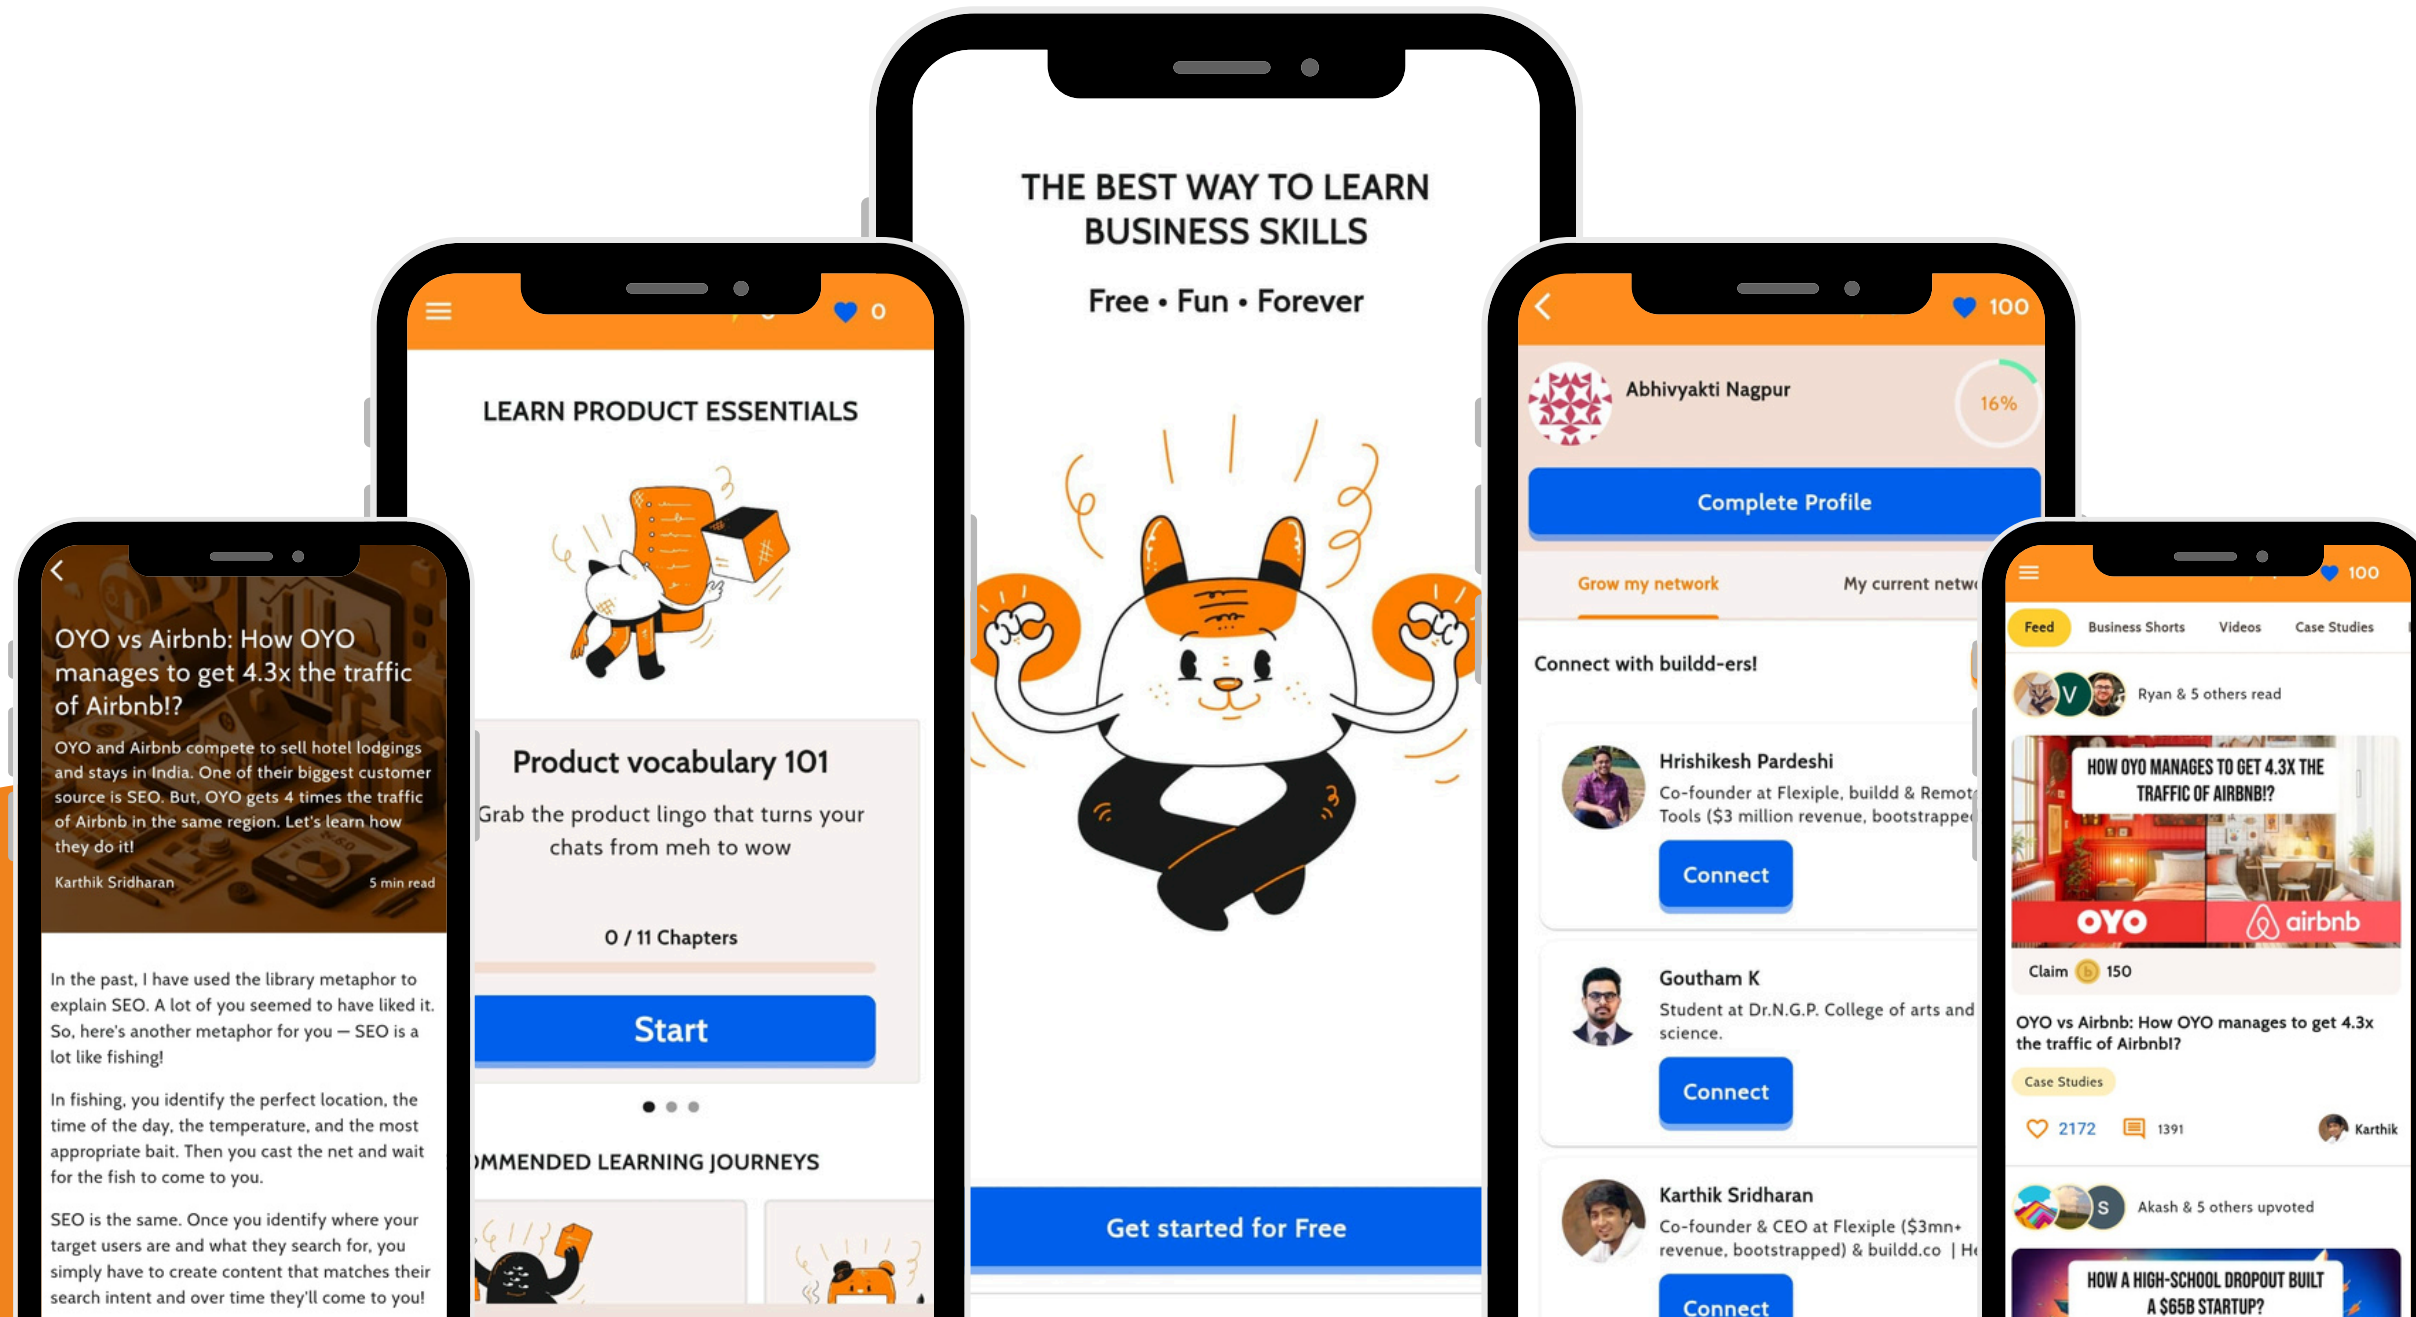 OYO vs Airbnb: How OYO
manages to get 4.3x the traffic
of Airbnb!?
OYO and Airbnb compete to sell hotel lodgings
and stays in India. One of their biggest customer
source is SEO. But, OYO gets 4 times the traffic
of Airbnb in the same region. Let's learn how
they do it!
Karthik Sridharan
5 min read
In the past, I have used the library metaphor to
explain SEO. A lot of you seemed to have liked it.
So, here's another metaphor for you — SEO is a
lot like fishing!
In fishing, you identify the perfect location, the
time of the day, the temperature, and the most
appropriate bait. Then you cast the net and wait
for the fish to come to you.
SEO is the same. Once you identify where your
target users are and what they search for, you
simply have to create content that matches their
search intent and over time they'll come to you!
0
LEARN PRODUCT ESSENTIALS
Product vocabulary 101
Grab the product lingo that turns your
chats from meh to wow
0 / 11 Chapters
Start
OMMENDED LEARNING JOURNEYS
THE BEST WAY TO LEARN
BUSINESS SKILLS
Free • Fun • Forever
Get started for Free
100
Abhivyakti Nagpur
16%
Complete Profile
Grow my network
My current netw
Connect with buildd-ers!
Hrishikesh Pardeshi
Co-founder at Flexiple, buildd & Remot
Tools ($3 million revenue, bootstrapped
Connect
Goutham K
Student at Dr.N.G.P. College of arts and
science.
Connect
Karthik Sridharan
Co-founder & CEO at Flexiple ($3mn+
revenue, bootstrapped) & buildd.co | He
Connect
100
Feed
Business Shorts
Videos
Case Studies
V
Ryan & 5 others read
HOW OYO MANAGES TO GET 4.3X THE
TRAFFIC OF AIRBNB!?
OYO
airbnb
Claim b 150
OYO vs Airbnb: How OYO manages to get 4.3x
the traffic of Airbnb!?
Case Studies
2172
1391
Karthik
S
Akash & 5 others upvoted
HOW A HIGH-SCHOOL DROPOUT BUILT
A $65B STARTUP?